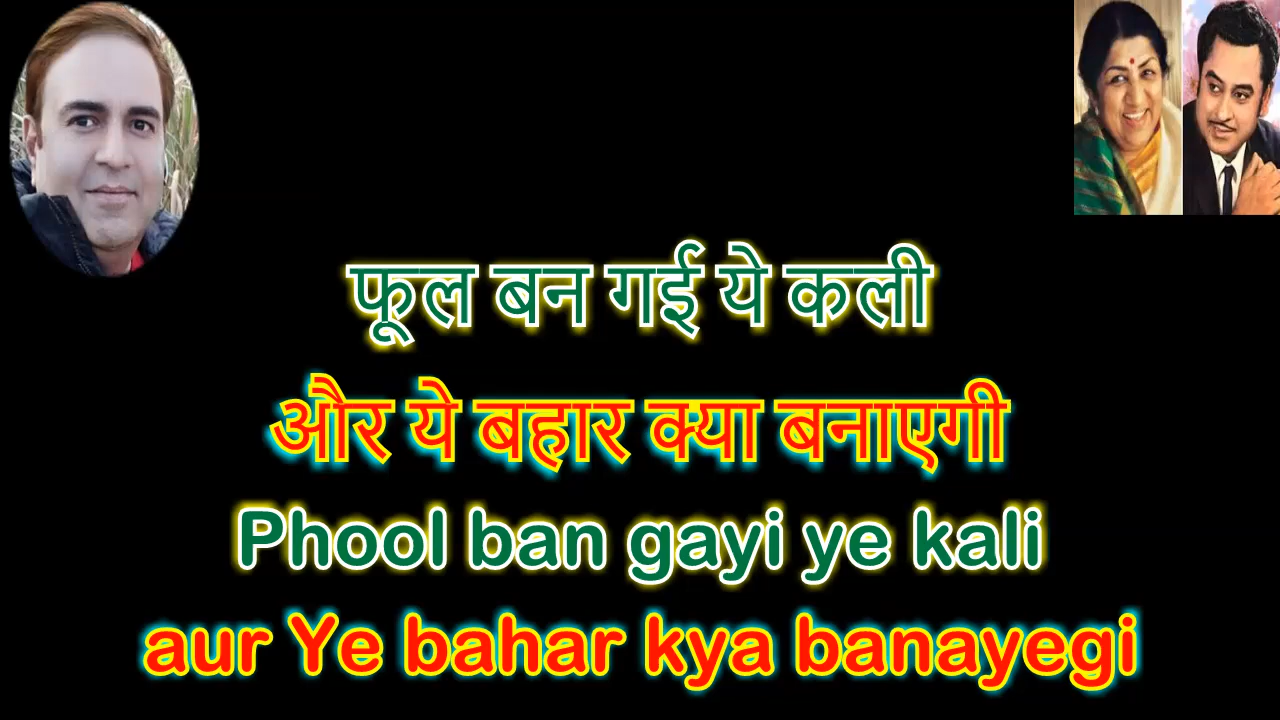 फूल बन गई ये कली
और ये बहार क्या बनाएगी
Phool ban gayi ye kali
aur Ye bahar kya banayegi